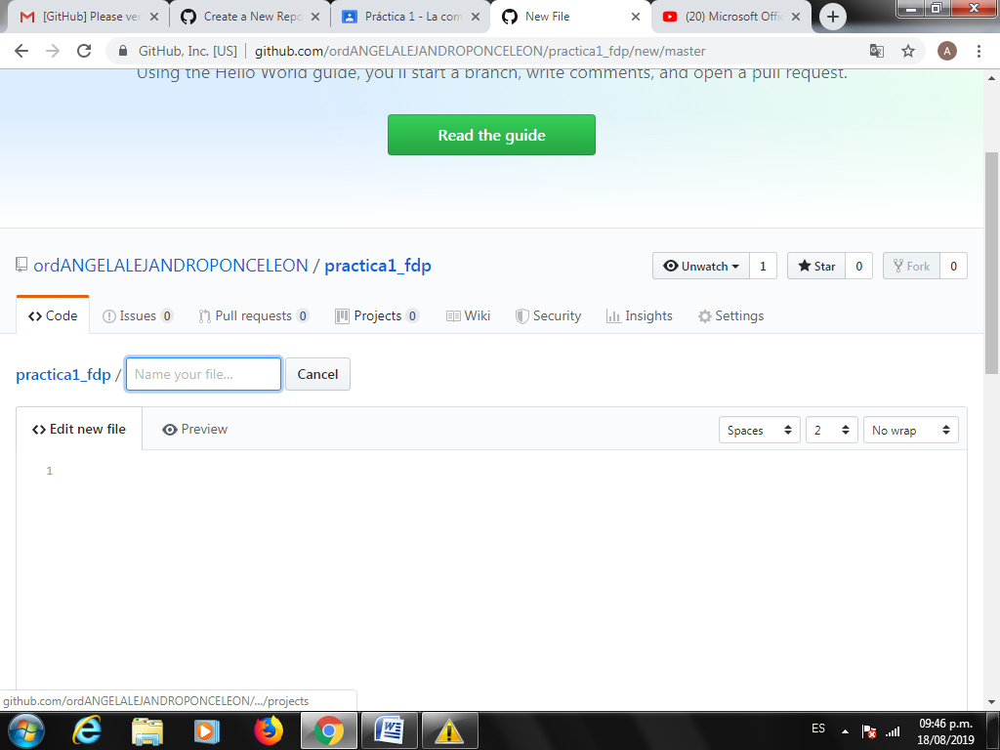 [GitHub] Please ver
Create a New Repo
Práctica 1 - La com
New File
(20) Microsoft Offic
GitHub, Inc. [US] | github.com/ordANGELALEJANDROPONCELEON/practica1_fdp/new/master
A
Using the Hello World guide, you'll start a branch, write comments, and open a pull request.
Read the guide
ordANGELALEJANDROPONCELEON / practica1_fdp
Unwatch 1 Star 0 Fork 0
Code Issues 0 Pull requests 0 Projects 0 Wiki Security Insights Settings
practica1_fdp / Name your file... Cancel
Edit new file Preview Spaces 2 No wrap
1
github.com/ordANGELALEJANDROPONCELEON/.../projects
ES
09:46 p.m.
18/08/2019